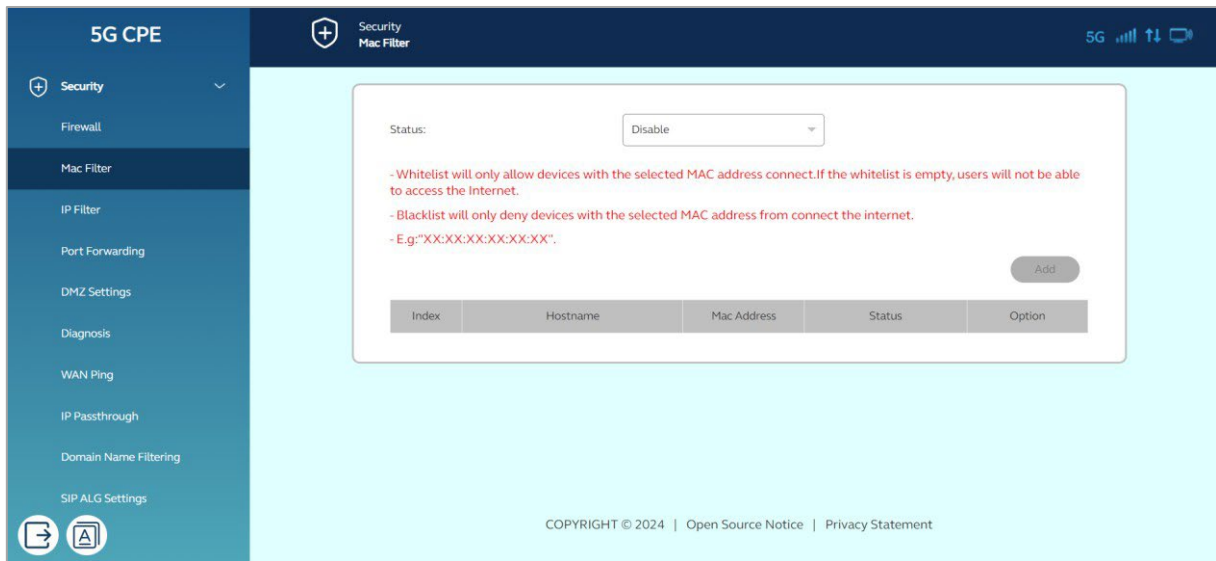 5G CPE
Security
Firewall
Mac Filter
IP Filter
Port Forwarding
DMZ Settings
Diagnosis
WAN Ping
IP Passthrough
Domain Name Filtering
SIP ALG Settings
A
Security
Mac Filter
5G
Status:
Disable
- Whitelist will only allow devices with the selected MAC address connect.If the whitelist is empty, users will not be able
to access the Internet.
- Blacklist will only deny devices with the selected MAC address from connect the internet.
- E.g:"XX:XX:XX:XX:XX:XX".
Add
Index Hostname Mac Address Status Option
COPYRIGHT © 2024 | Open Source Notice | Privacy Statement